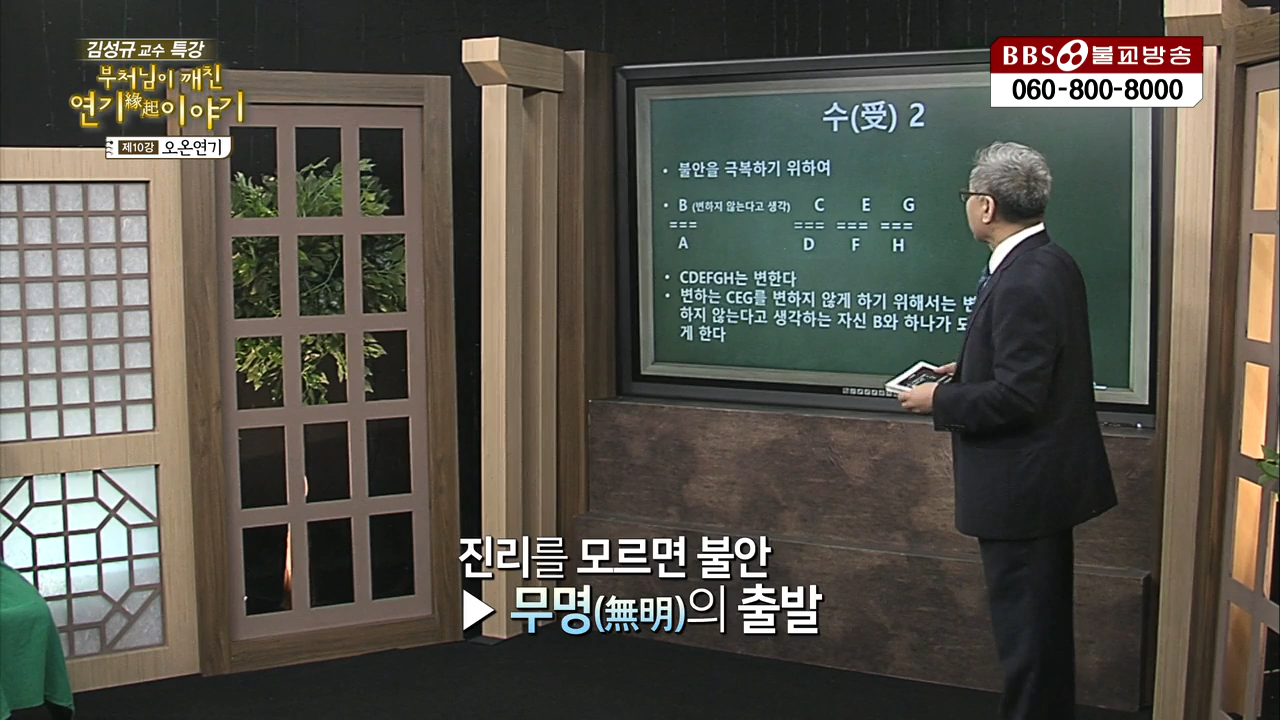 김성규 교수 특강
부처님이 깨친
연기緣起이야기
제10강 오온연기
BBS 불교방송
060-800-8000
수(受) 2
• 불안을 극복하기 위하여
• B (변하지 않는다고 생각) C E G
=== === === ===
A D F H
• CDEFGH는 변한다
• 변하는 CEG를 변하지 않게 하기 위해서는
하지 않는다고 생각하는 자신 B와 하나가
게 한다
진리를 모르면 불안
▶ 무명(無明)의 출발